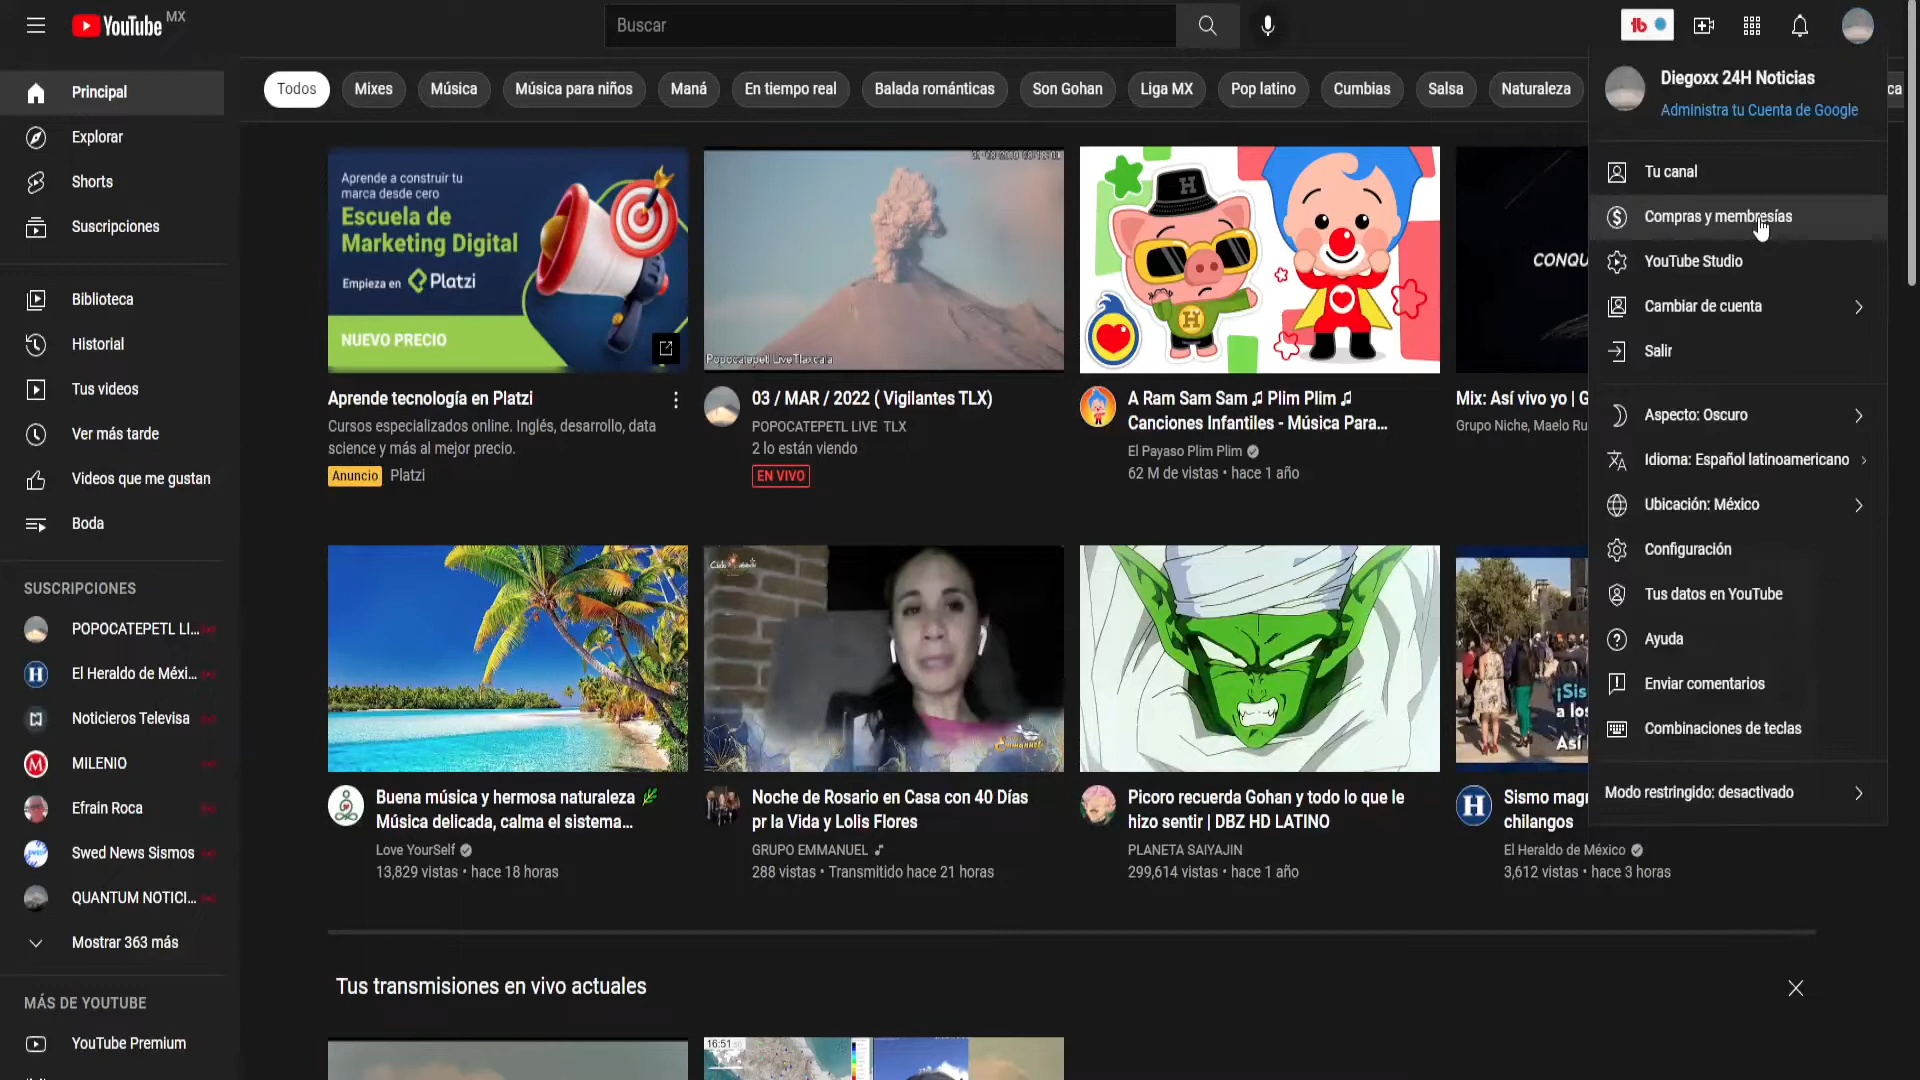 YouTube MX
Buscar
Todos
Mixes
Música
Música para niños
Maná
En tiempo real
Balada románticas
Son Gohan
Liga MX
Pop latino
Cumbias
Salsa
Naturaleza
Principal
Explorar
Shorts
Suscripciones
Biblioteca
Historial
Tus videos
Ver más tarde
Videos que me gustan
Boda
SUSCRIPCIONES
POPOCATEPETL LI...
El Heraldo de Méxi...
Noticieros Televisa
MILENIO
Efrain Roca
Swed News Sismos
QUANTUM NOTICI...
Mostrar 363 más
MÁS DE YOUTUBE
YouTube Premium
Aprende a construir tu
marca desde cero
Escuela de
Marketing Digital
Empieza en Platzi
NUEVO PRECIO
Aprende tecnología en Platzi
Cursos especializados online. Inglés, desarrollo, data
science y más al mejor precio.
Anuncio Platzi
Popocatepetl LiveTlaxcala
03 / MAR / 2022 ( Vigilantes TLX)
POPOCATEPETL LIVE TLX
2 lo están viendo
EN VIVO
H
H
A Ram Sam Sam ♫ Plim Plim ♫
Canciones Infantiles - Música Para...
El Payaso Plim Plim
62 M de vistas • hace 1 año
CONQU
Mix: Así vivo yo | G
Grupo Niche, Maelo Ru
Buena música y hermosa naturaleza
Música delicada, calma el sistema...
Love YourSelf
13,829 vistas • hace 18 horas
Emmanuel
Noche de Rosario en Casa con 40 Días
pr la Vida y Lolis Flores
GRUPO EMMANUEL
288 vistas • Transmitido hace 21 horas
Picoro recuerda Gohan y todo lo que le
hizo sentir | DBZ HD LATINO
PLANETA SAIYAJIN
299,614 vistas • hace 1 año
¡Sis
a los
Así
H
Sismo mag
chilangos
El Heraldo de México
3,612 vistas • hace 3 horas
Tus transmisiones en vivo actuales
16:51
tb
Diegoxx 24H Noticias
Administra tu Cuenta de Google
Tu canal
Compras y membresías
YouTube Studio
Cambiar de cuenta
Salir
Aspecto: Oscuro
Idioma: Español latinoamericano
Ubicación: México
Configuración
Tus datos en YouTube
Ayuda
Enviar comentarios
Combinaciones de teclas
Modo restringido: desactivado
ca